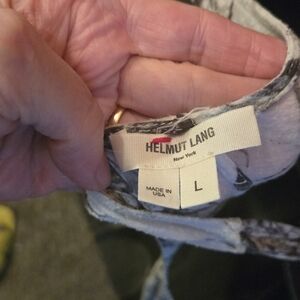 HELMUT LANG
New York
MADE IN
USA
L